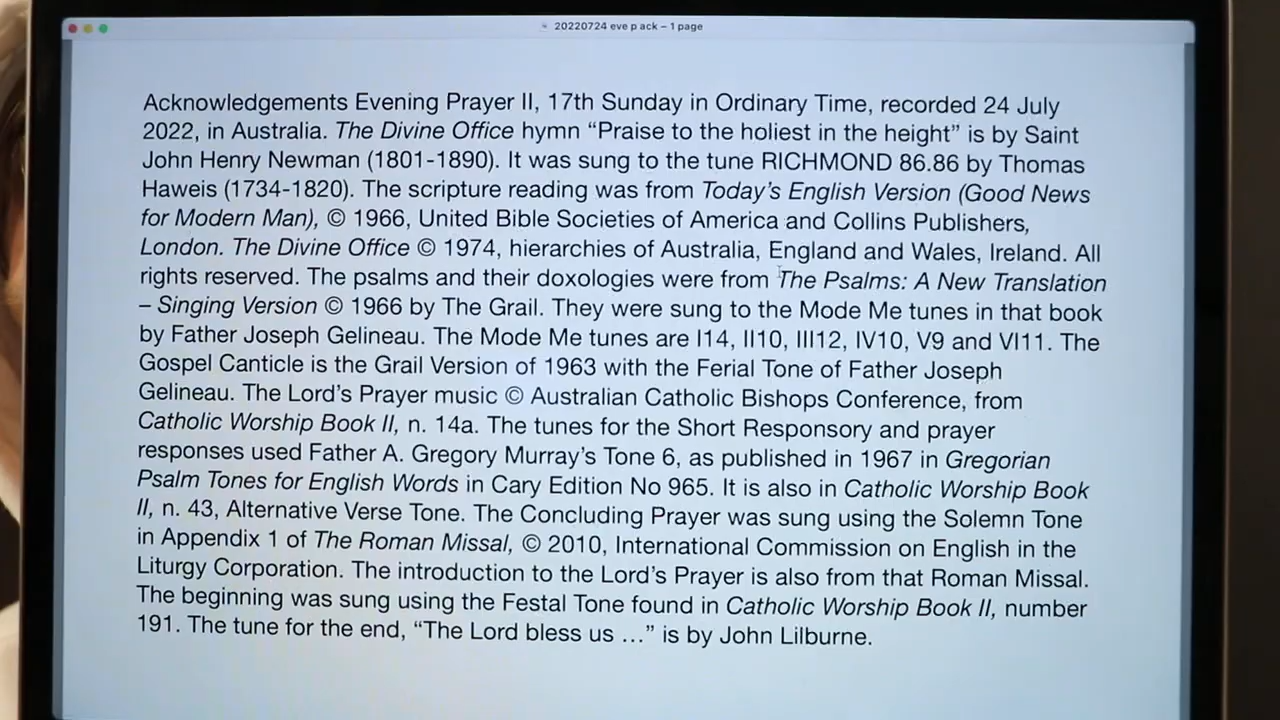 20220724 eve p ack – 1 page
Acknowledgements Evening Prayer II, 17th Sunday in Ordinary Time, recorded 24 July
2022, in Australia. The Divine Office hymn “Praise to the holiest in the height” is by Saint
John Henry Newman (1801-1890). It was sung to the tune RICHMOND 86.86 by Thomas
Haweis (1734-1820). The scripture reading was from Today’s English Version (Good News
for Modern Man), © 1966, United Bible Societies of America and Collins Publishers,
London. The Divine Office © 1974, hierarchies of Australia, England and Wales, Ireland. All
rights reserved. The psalms and their doxologies were from The Psalms: A New Translation
– Singing Version © 1966 by The Grail. They were sung to the Mode Me tunes in that book
by Father Joseph Gelineau. The Mode Me tunes are I14, II10, III12, IV10, V9 and VI11. The
Gospel Canticle is the Grail Version of 1963 with the Ferial Tone of Father Joseph
Gelineau. The Lord’s Prayer music © Australian Catholic Bishops Conference, from
Catholic Worship Book II, n. 14a. The tunes for the Short Responsory and prayer
responses used Father A. Gregory Murray’s Tone 6, as published in 1967 in Gregorian
Psalm Tones for English Words in Cary Edition No 965. It is also in Catholic Worship Book
II, n. 43, Alternative Verse Tone. The Concluding Prayer was sung using the Solemn Tone
in Appendix 1 of The Roman Missal, © 2010, International Commission on English in the
Liturgy Corporation. The introduction to the Lord’s Prayer is also from that Roman Missal.
The beginning was sung using the Festal Tone found in Catholic Worship Book II, number
191. The tune for the end, “The Lord bless us …” is by John Lilburne.